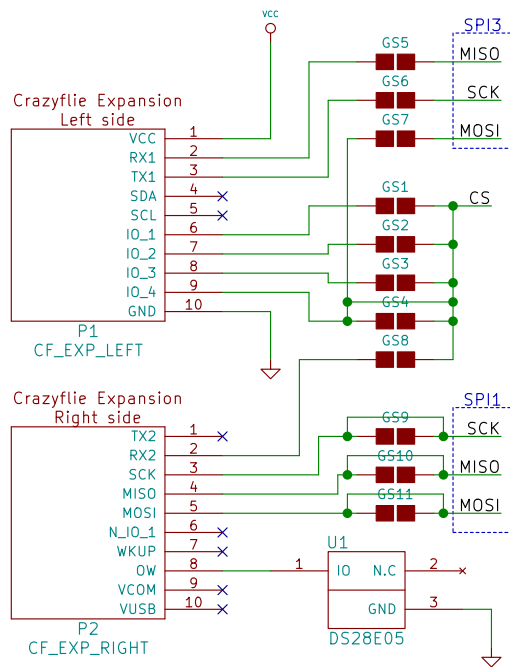 VCC
SPI3
GS5
MISO
GS6
SCK
GS7
MOSI
Crazyflie Expansion
Left side
VCC 1
RX1 2
TX1 3
SDA 4
SCL 5
IO_1 6
IO_2 7
IO_3 8
IO_4 9
GND 10
P1
CF_EXP_LEFT
GS1
CS
GS2
GS3
GS4
GS8
Crazyflie Expansion
Right side
TX2 1
RX2 2
SCK 3
MISO 4
MOSI 5
N_IO_1 6
WKUP 7
OW 8
VCOM 9
VUSB 10
P2
CF_EXP_RIGHT
SPI1
GS9
SCK
GS10
MISO
GS11
MOSI
U1
1 IO N.C 2
GND 3
DS28E05